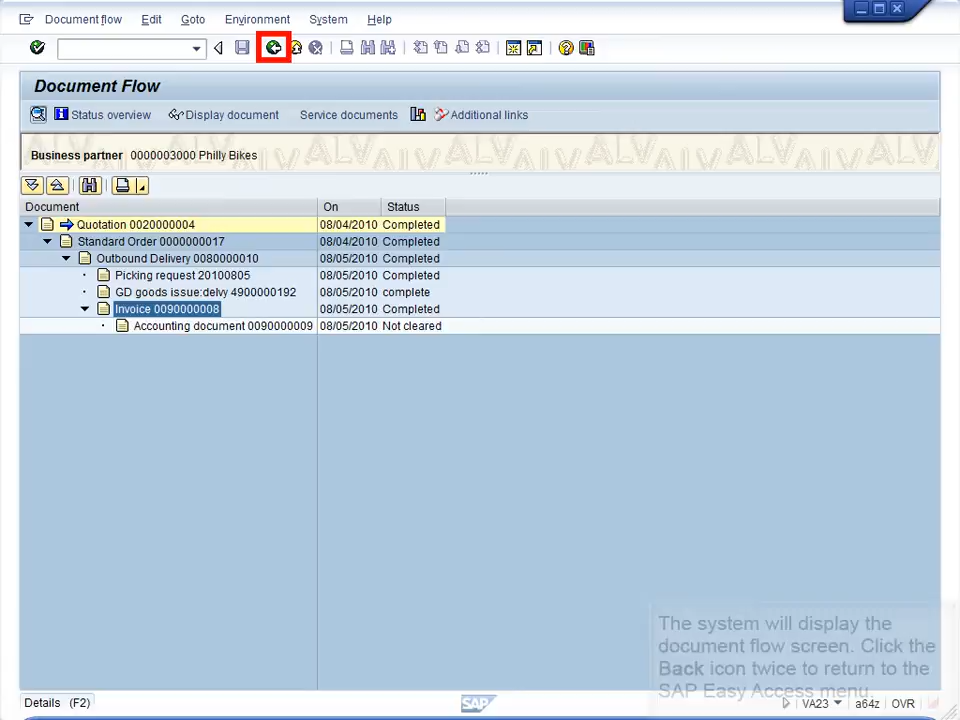 Document flow Edit Goto Environment System Help
Document Flow
Status overview Display document Service documents Additional links
Business partner 0000003000 Philly Bikes
Document On Status
Quotation 0020000004 08/04/2010 Completed
Standard Order 0000000017 08/04/2010 Completed
Outbound Delivery 0080000010 08/05/2010 Completed
Picking request 20100805 08/05/2010 Completed
GD goods issue:delvy 4900000192 08/05/2010 complete
Invoice 0090000008 08/05/2010 Completed
Accounting document 0090000009 08/05/2010 Not cleared
The system will display the
document flow screen. Click the
Back icon twice to return to the
SAP Easy Access menu.
Details (F2) SAP VA23 a64z OVR